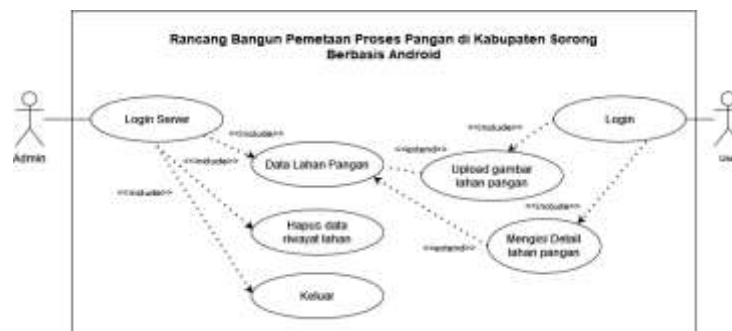 Rancang Bangun Pemetaan Proses Pangan di Kabupaten Sorong
Berbasis Android
Admin
Login Server
<<include>>
<<include>>
<<include>>
Data Lahan Pangan
Hapus data
riwayat lahan
Keluar
<<extend>>
<<include>>
Upload gambar
lahan pangan
Login
<<include>>
<<extend>>
Mengisi Detail
lahan pangan